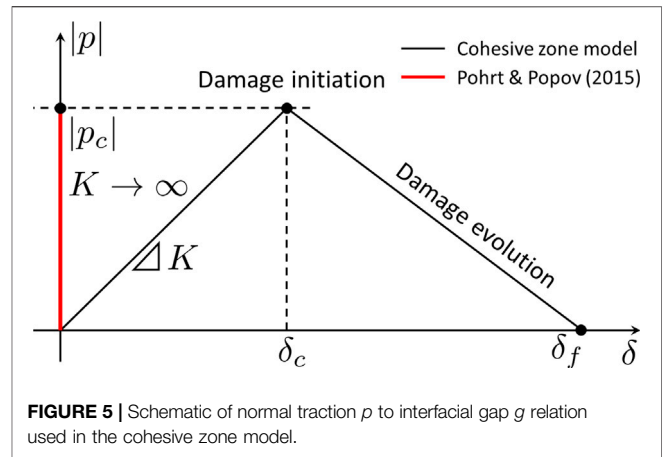 |p|
Cohesive zone model
Pohrt & Popov (2015)
Damage initiation
|p_c|
K → ∞
K
Damage evolution
δ_c
δ_f
δ
FIGURE 5 | Schematic of normal traction p to interfacial gap g relation
used in the cohesive zone model.